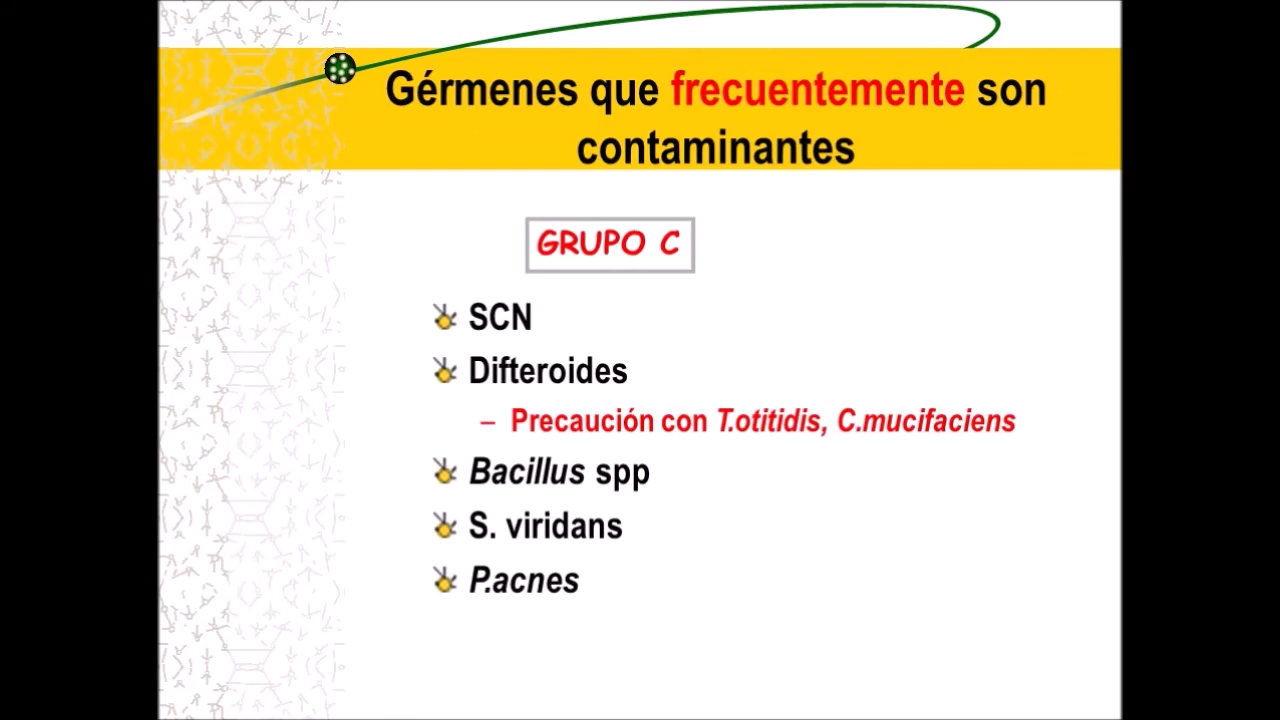 Gérmenes que frecuentemente son
contaminantes
GRUPO C
SCN
Difteroides
– Precaución con T.otitidis, C.mucifaciens
Bacillus spp
S. viridans
P.acnes